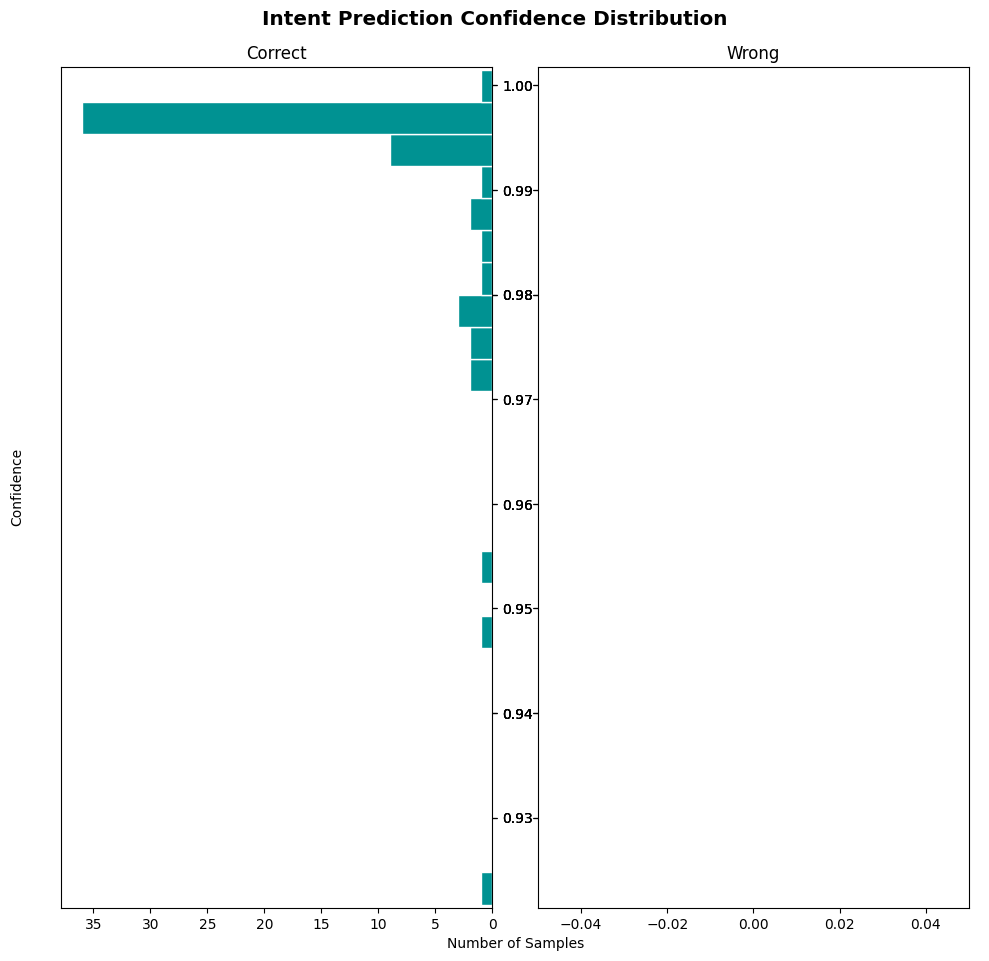 Intent Prediction Confidence Distribution
Correct
Wrong
Confidence
1.00
0.99
0.98
0.97
0.96
0.95
0.94
0.93
35 30 25 20 15 10 5 0
−0.04 −0.02 0.00 0.02 0.04
Number of Samples